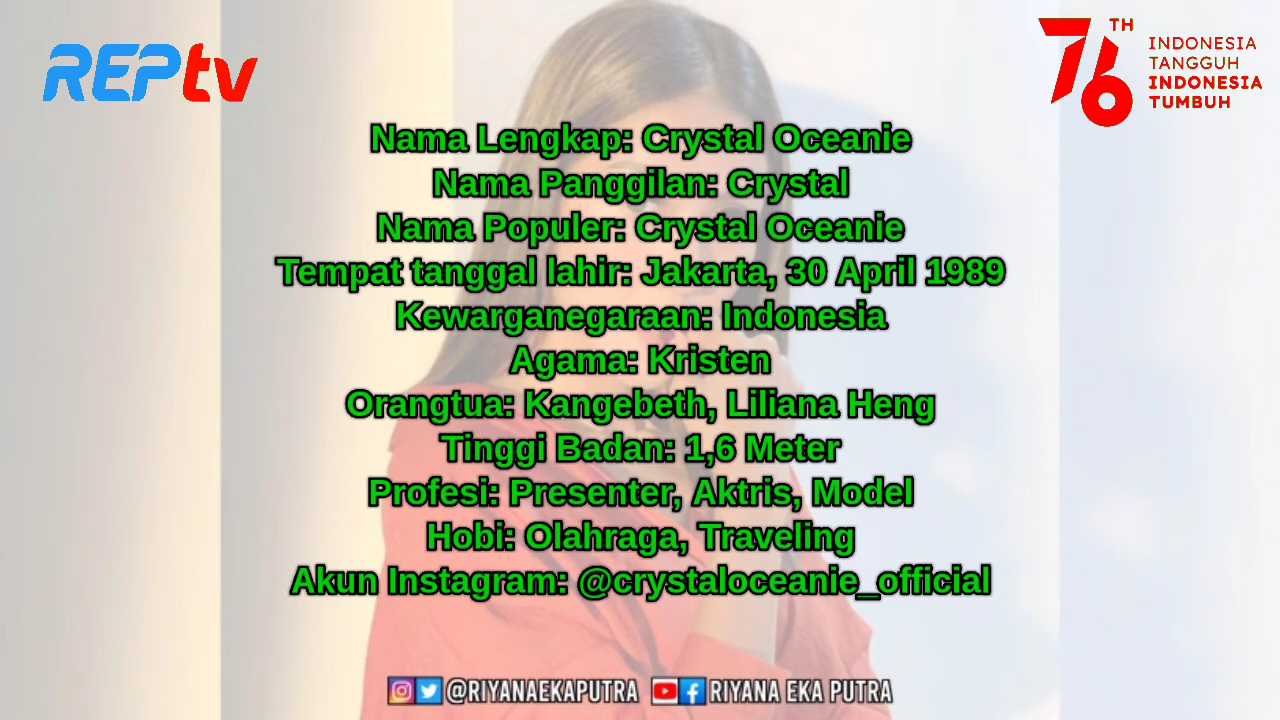 REPtv
76TH
INDONESIA
TANGGUH
INDONESIA
TUMBUH
Nama Lengkap: Crystal Oceanie
Nama Panggilan: Crystal
Nama Populer: Crystal Oceanie
Tempat tanggal lahir: Jakarta, 30 April 1989
Kewarganegaraan: Indonesia
Agama: Kristen
Orangtua: Kangebeth, Liliana Heng
Tinggi Badan: 1,6 Meter
Profesi: Presenter, Aktris, Model
Hobi: Olahraga, Traveling
Akun Instagram: @crystaloceanie_official
@RIYANAEKAPUTRA RIYANA EKA PUTRA